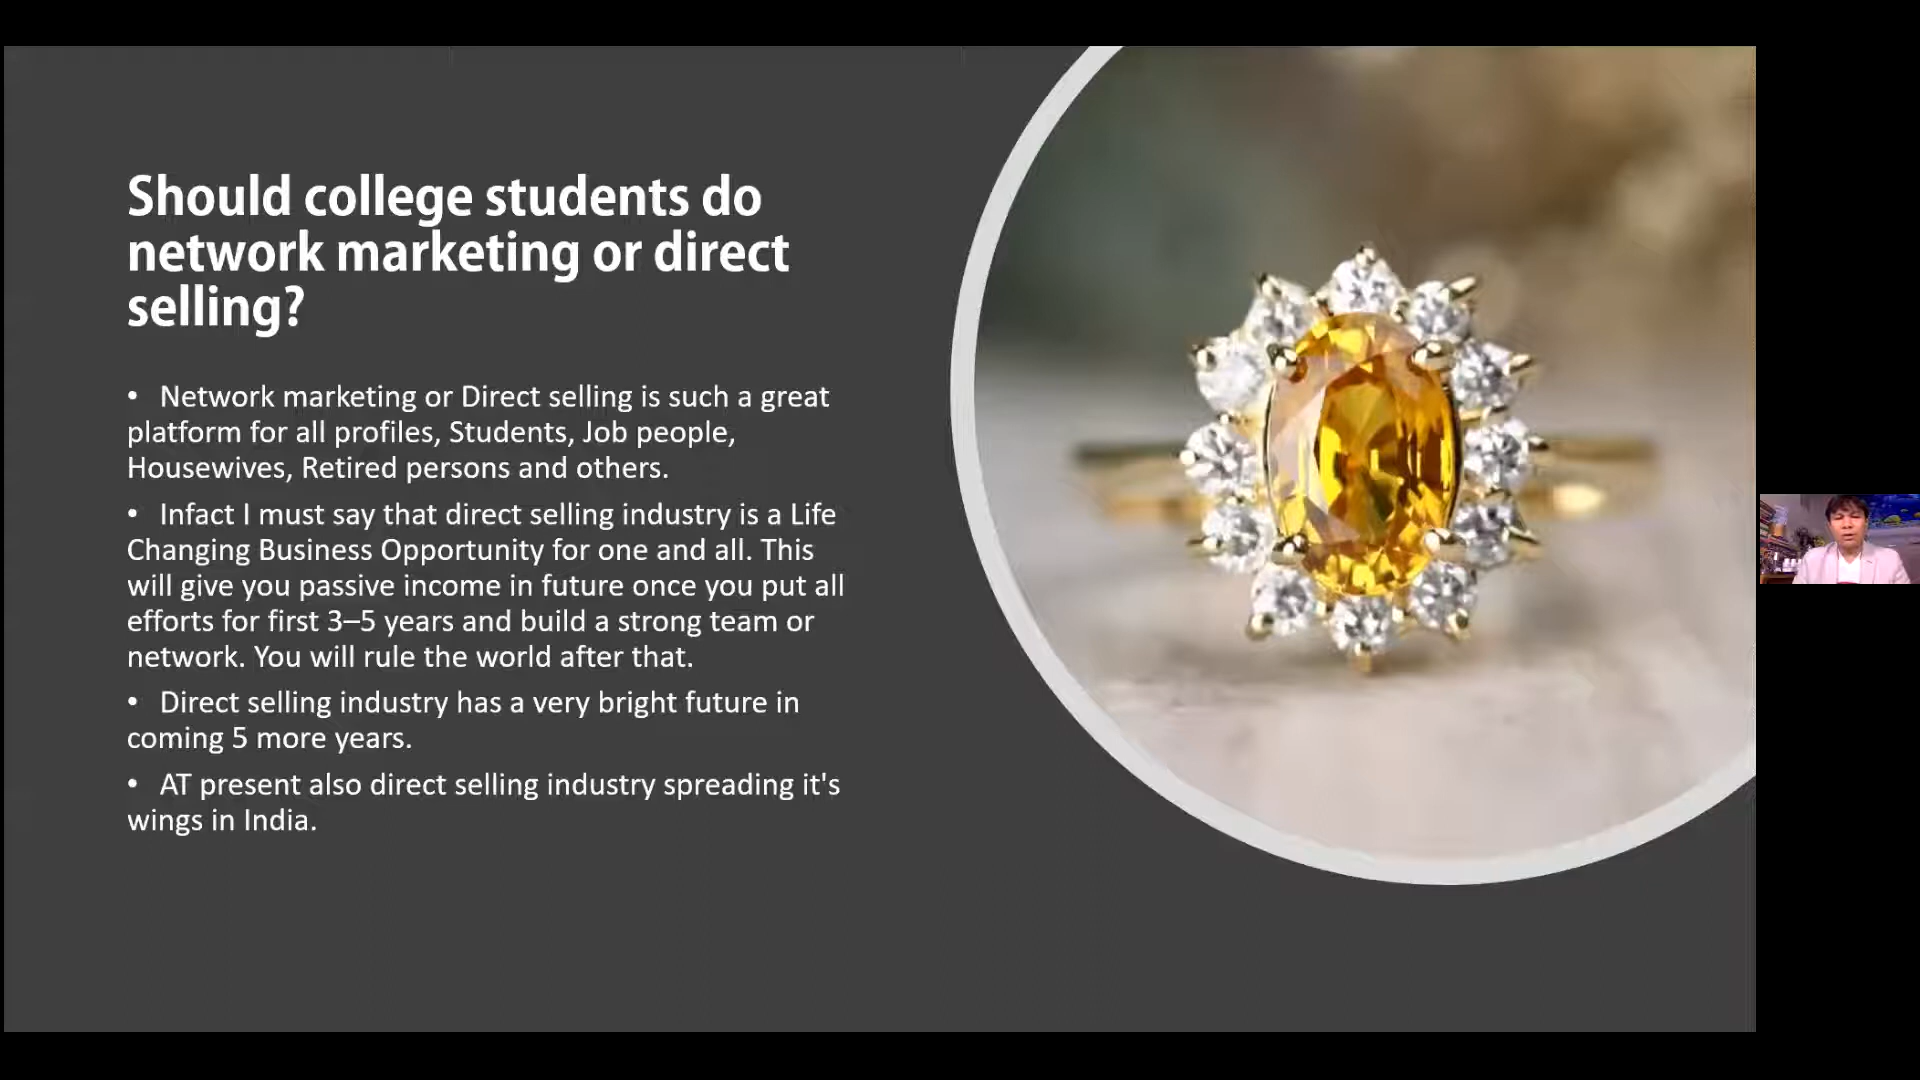 Should college students do
network marketing or direct
selling?
• Network marketing or Direct selling is such a great
platform for all profiles, Students, Job people,
Housewives, Retired persons and others.
• Infact I must say that direct selling industry is a Life
Changing Business Opportunity for one and all. This
will give you passive income in future once you put all
efforts for first 3–5 years and build a strong team or
network. You will rule the world after that.
• Direct selling industry has a very bright future in
coming 5 more years.
• AT present also direct selling industry spreading it's
wings in India.